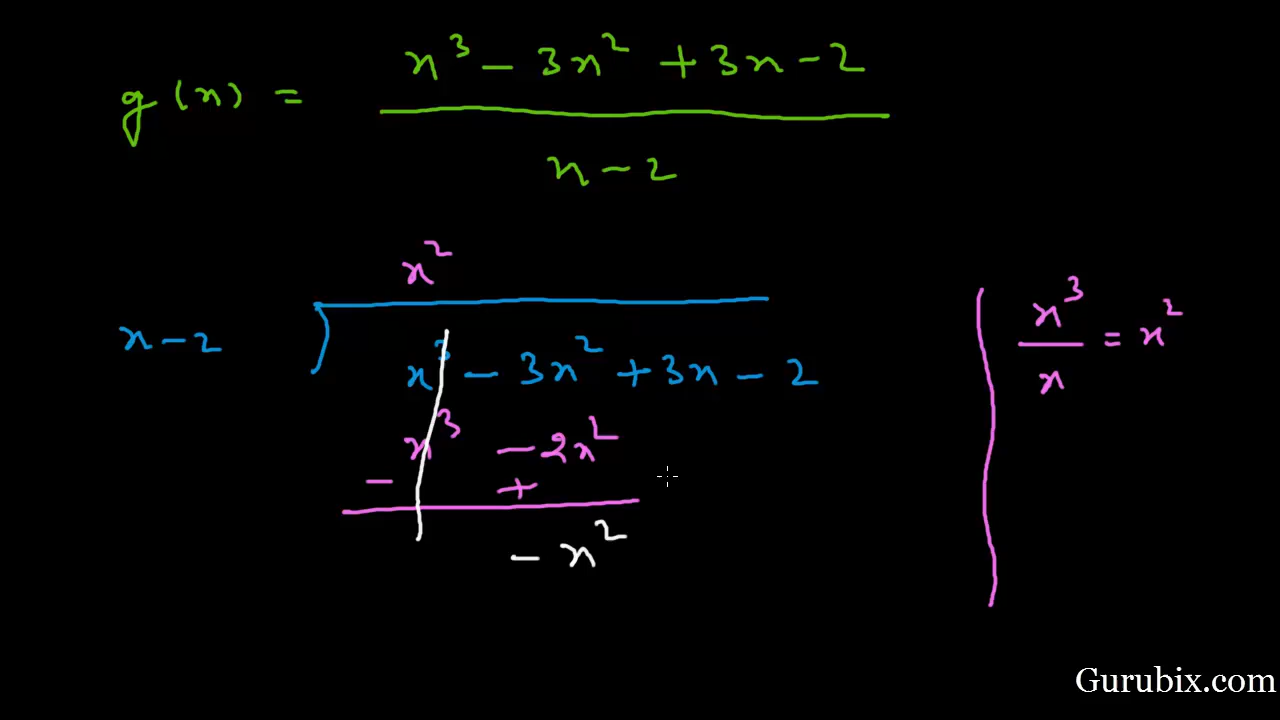 g(x) = x³ - 3x² + 3x - 2
x - 2
x²
x - 2 ) x³ - 3x² + 3x - 2
x³/x = x²
x³ - 2x²
- +
- x²
Gurubix.com